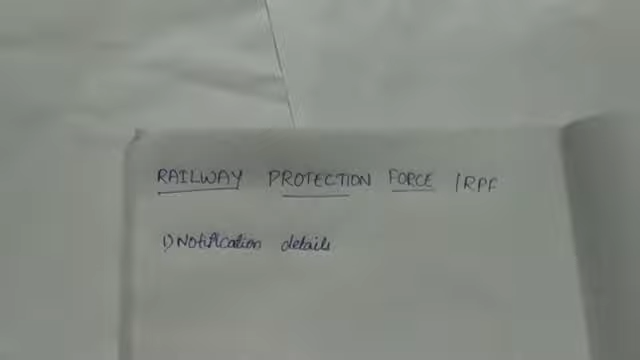 RAILWAY PROTECTION FORCE /RPF
1) Notification details